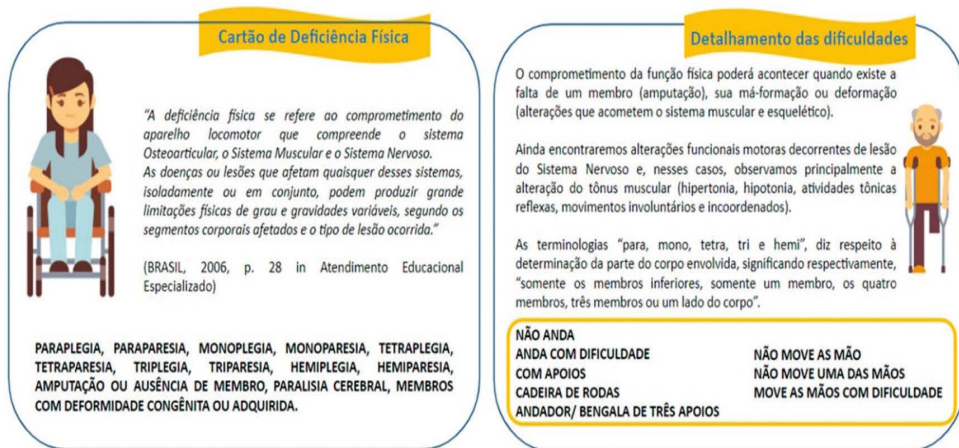 Cartão de Deficiência Física
“A deficiência física se refere ao comprometimento do
aparelho locomotor que compreende o sistema
Osteoarticular, o Sistema Muscular e o Sistema Nervoso.
As doenças ou lesões que afetam quaisquer desses sistemas,
isoladamente ou em conjunto, podem produzir grande
limitações físicas de grau e gravidades variáveis, segundo os
segmentos corporais afetados e o tipo de lesão ocorrida.”
(BRASIL, 2006, p. 28 in Atendimento Educacional
Especializado)
PARAPLEGIA, PARAPARESIA, MONOPLEGIA, MONOPARESIA, TETRAPLEGIA,
TETRAPARESIA, TRIPLEGIA, TRIPARESIA, HEMIPLEGIA, HEMIPARESIA,
AMPUTAÇÃO OU AUSÊNCIA DE MEMBRO, PARALISIA CEREBRAL, MEMBROS
COM DEFORMIDADE CONGÊNITA OU ADQUIRIDA.
Detalhamento das dificuldades
O comprometimento da função física poderá acontecer quando existe a
falta de um membro (amputação), sua má-formação ou deformação
(alterações que acometem o sistema muscular e esquelético).
Ainda encontraremos alterações funcionais motoras decorrentes de lesão
do Sistema Nervoso e, nesses casos, observamos principalmente a
alteração do tônus muscular (hipertonia, hipotonia, atividades tônicas
reflexas, movimentos involuntários e incoordenados).
As terminologias “para, mono, tetra, tri e hemi”, diz respeito à
determinação da parte do corpo envolvida, significando respectivamente,
“somente os membros inferiores, somente um membro, os quatro
membros, três membros ou um lado do corpo”.
NÃO ANDA
ANDA COM DIFICULDADE
COM APOIOS
CADEIRA DE RODAS
ANDADOR/ BENGALA DE TRÊS APOIOS
NÃO MOVE AS MÃO
NÃO MOVE UMA DAS MÃOS
MOVE AS MÃOS COM DIFICULDADE